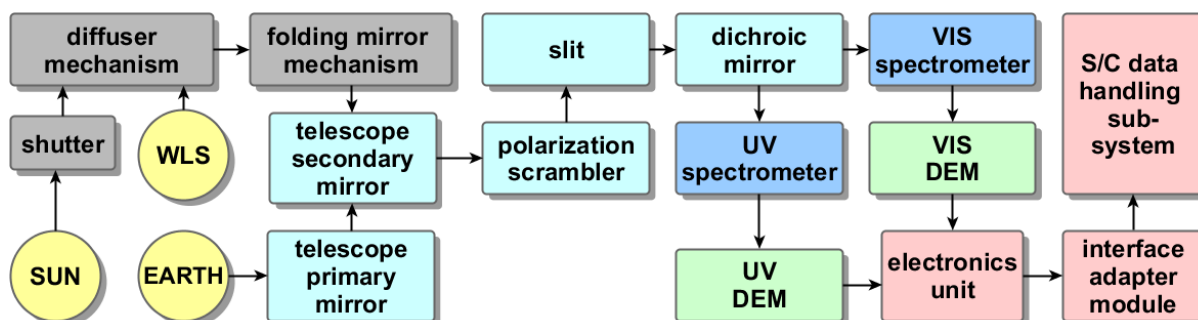 diffuser
mechanism
folding mirror
mechanism
slit
dichroic
mirror
VIS
spectrometer
S/C data
handling
sub-
system
shutter
WLS
telescope
secondary
mirror
polarization
scrambler
UV
spectrometer
VIS
DEM
SUN
EARTH
telescope
primary
mirror
UV
DEM
electronics
unit
interface
adapter
module